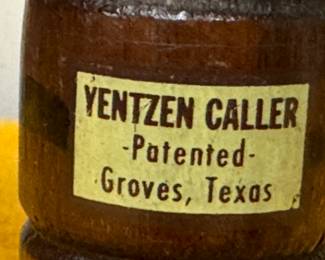 YENTZEN CALLER
-Patented-
Groves, Texas